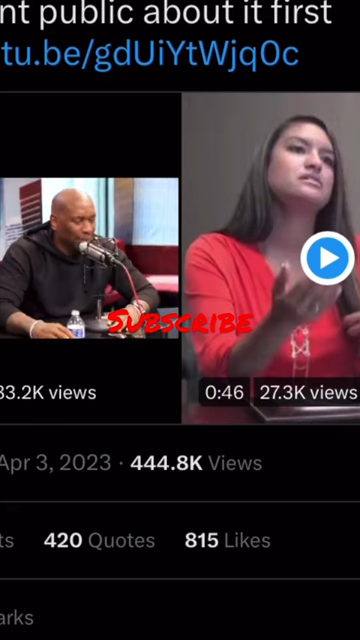 nt public about it first
tu.be/gdUiYtWjq0c
Subscribe
33.2K views
0:46 27.3K views
Apr 3, 2023 · 444.8K Views
ts 420 Quotes 815 Likes
arks